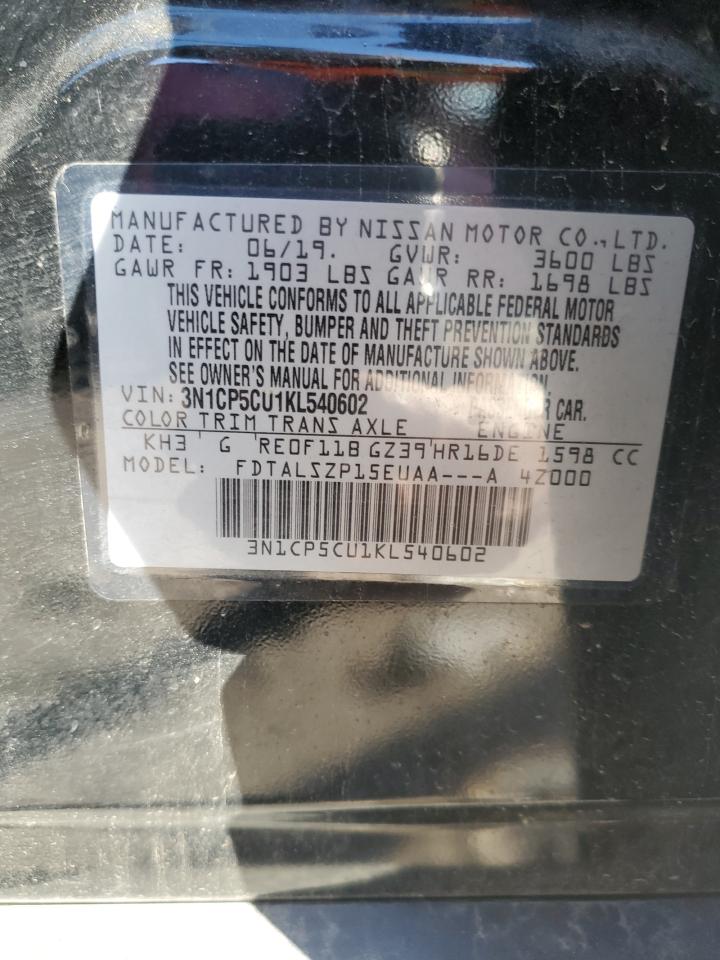 MANUFACTURED BY NISSAN MOTOR CO.,LTD.
DATE: 06/19. GVWR: 3600 LBS
GAWR FR: 1903 LBS GAWR RR: 1698 LBS
THIS VEHICLE CONFORMS TO ALL APPLICABLE FEDERAL MOTOR
VEHICLE SAFETY, BUMPER AND THEFT PREVENTION STANDARDS
IN EFFECT ON THE DATE OF MANUFACTURE SHOWN ABOVE.
SEE OWNER'S MANUAL FOR ADDITIONAL INFORMATION.
VIN: 3N1CP5CU1KL540602 CAR.
COLOR TRIM TRANS AXLE ENGINE
KH3 ' G 'RE0F11B GZ39'HR16DE 1598 CC
MODEL: FDTALSZP15EUAA---A 4Z000
3N1CP5CU1KL540602